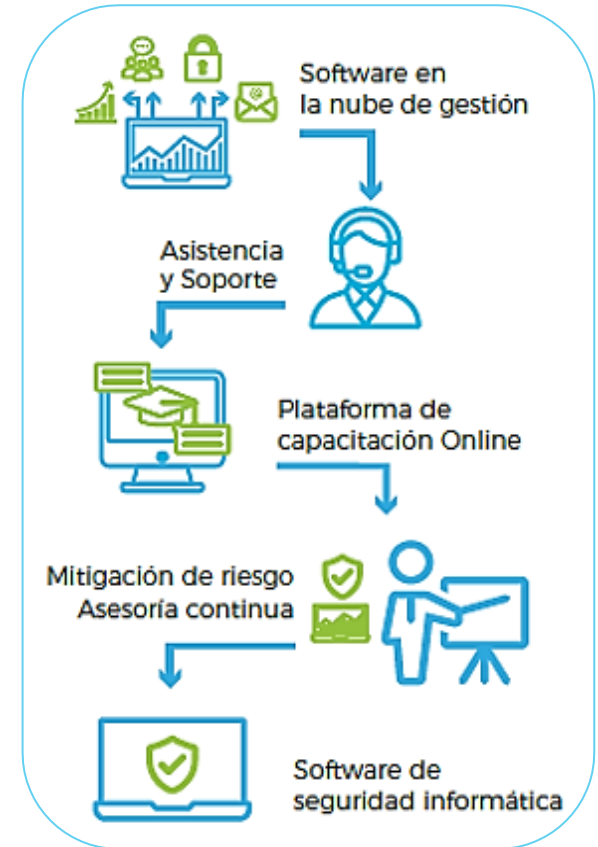 Software en
la nube de gestión
Asistencia
y Soporte
Plataforma de
capacitación Online
Mitigación de riesgo
Asesoría continua
Software de
seguridad informática